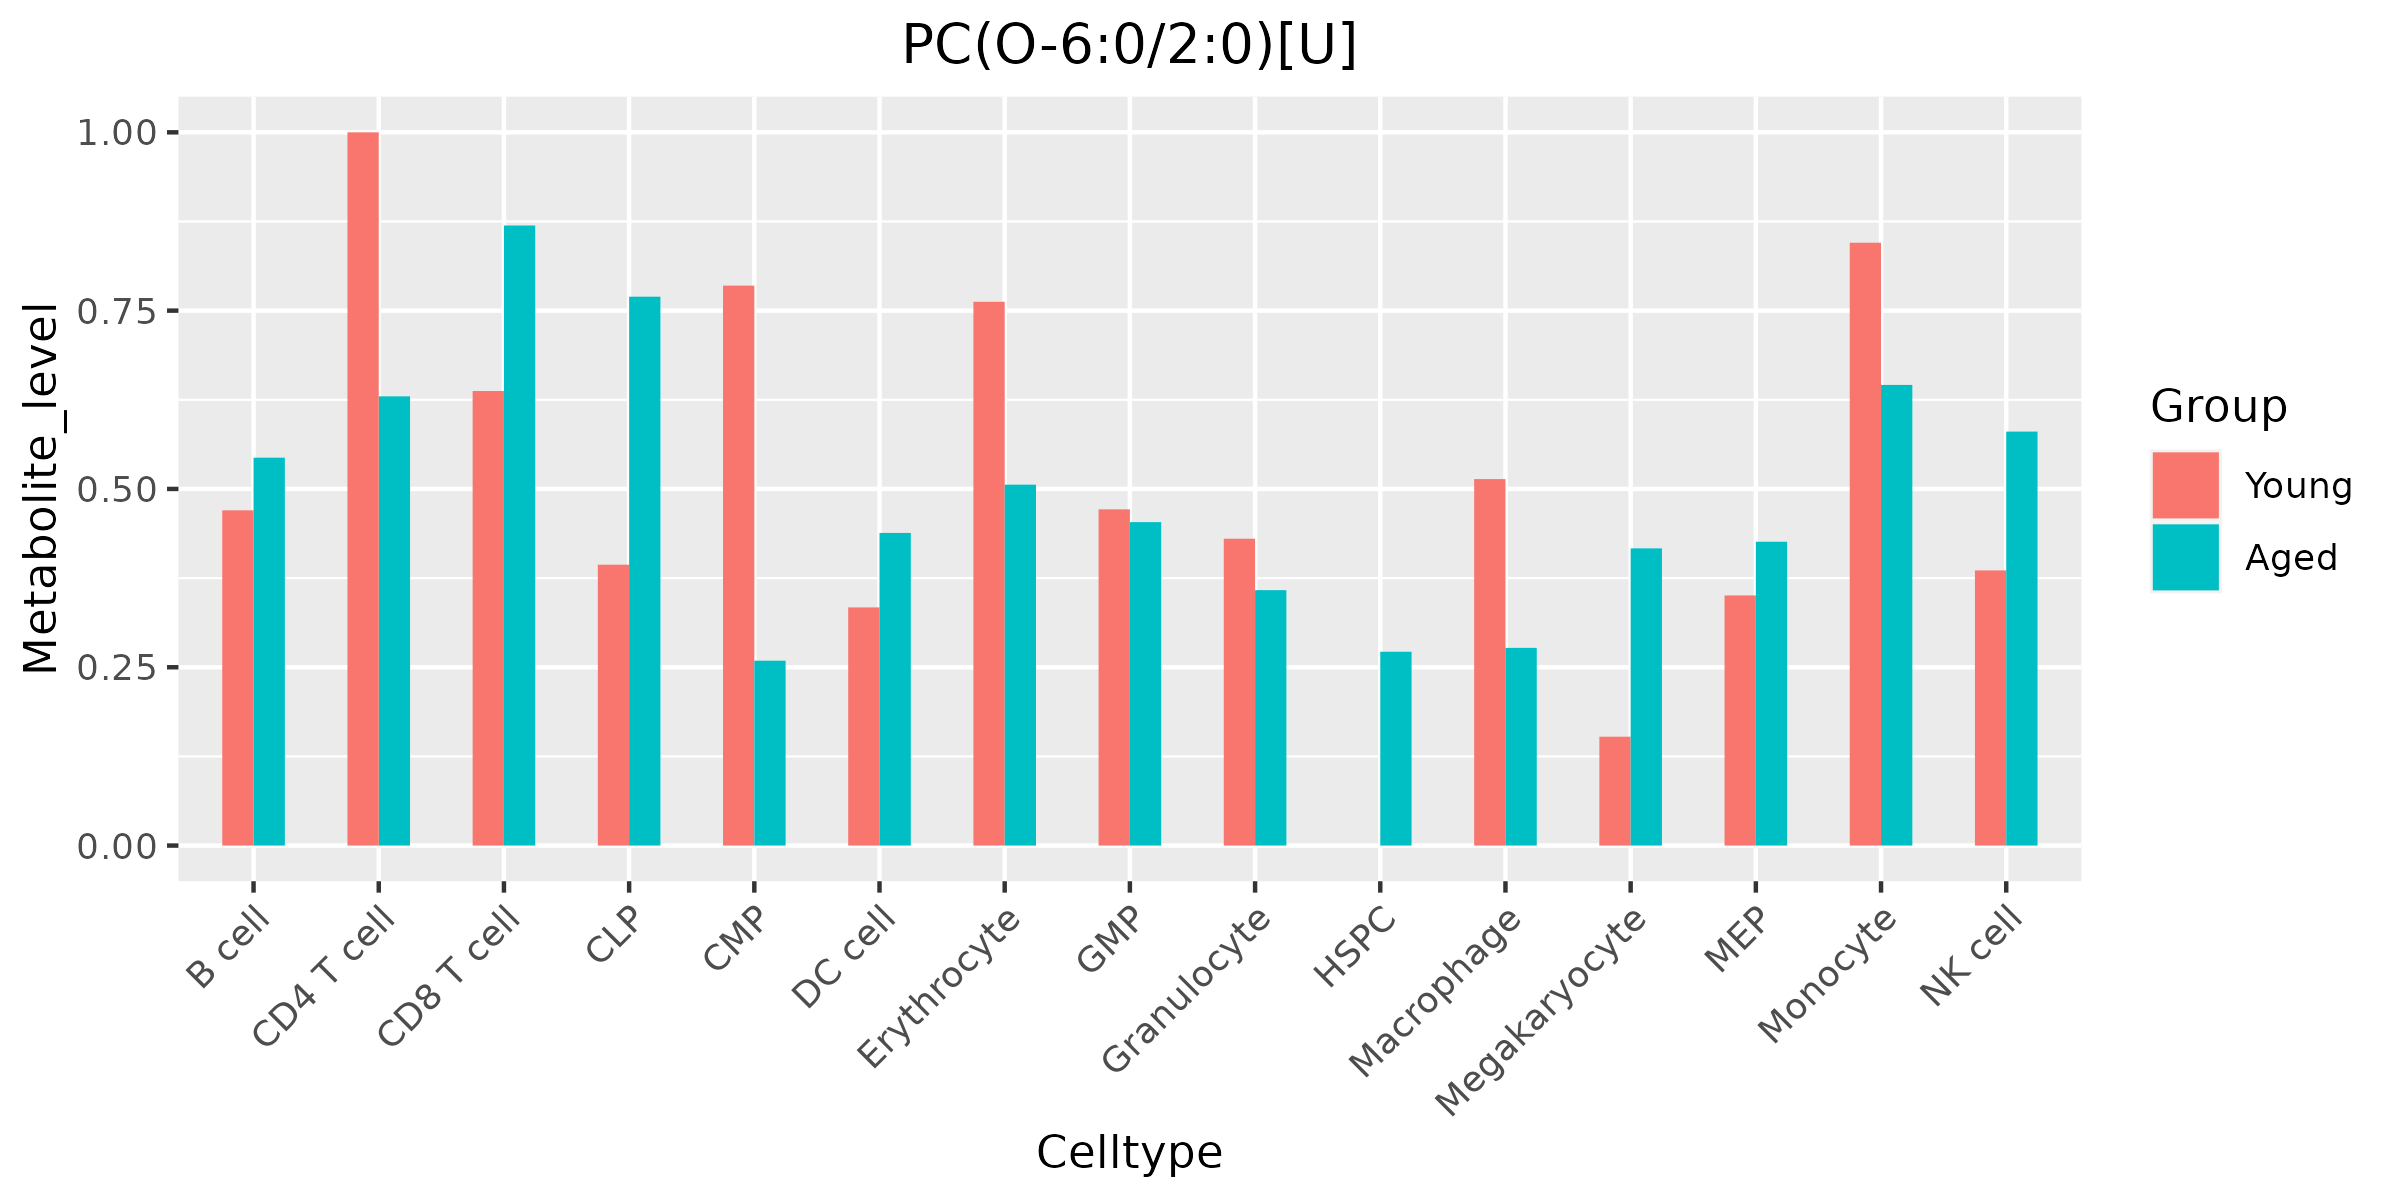 PC(O-6:0/2:0)[U]
Metabolite_level
1.00
0.75
0.50
0.25
0.00
B cell
CD4 T cell
CD8 T cell
CLP
CMP
DC cell
Erythrocyte
GMP
Granulocyte
HSPC
Macrophage
Megakaryocyte
MEP
Monocyte
NK cell
Celltype
Group
Young
Aged